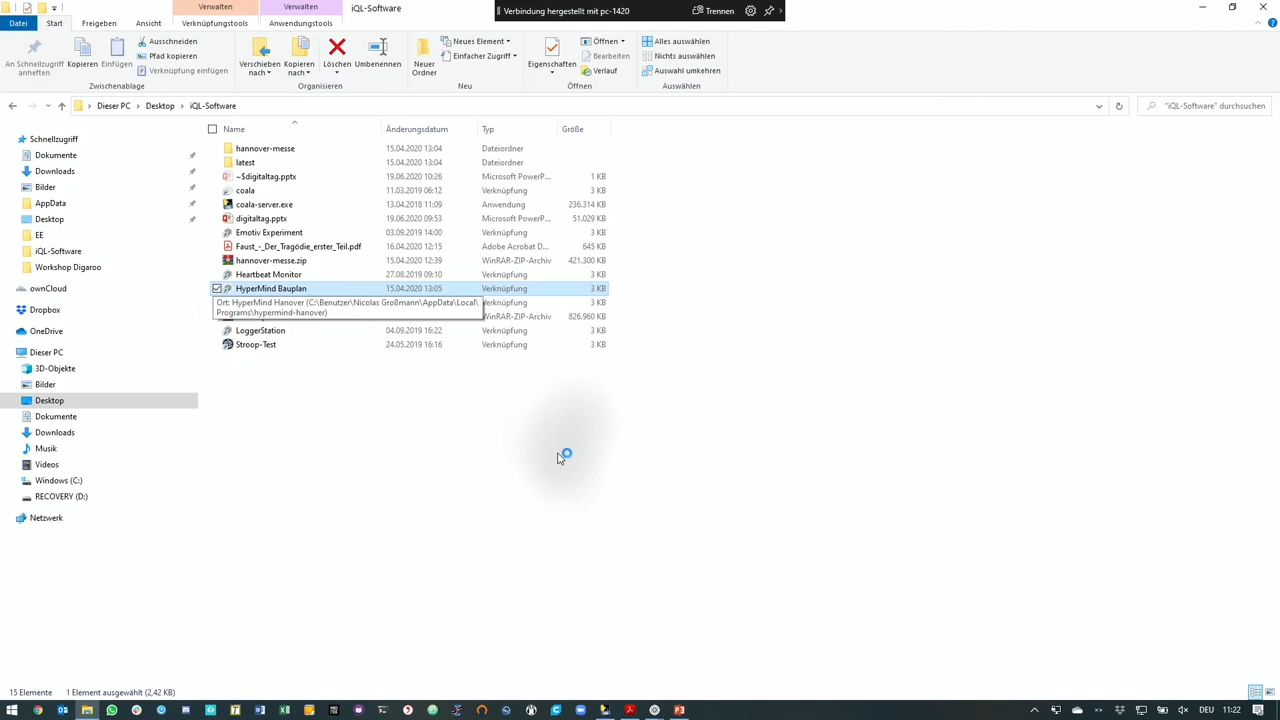 Verwalten
Verwalten
iQL-Software
Verbindung hergestellt mit pc-1420
Trennen
Datei
Start
Freigeben
Ansicht
Verknüpfungstools
Anwendungstools
An Schnellzugriff anheften
Kopieren
Einfügen
Ausschneiden
Pfad kopieren
Verknüpfung einfügen
Zwischenablage
Verschieben nach
Kopieren nach
Löschen
Umbenennen
Organisieren
Neuer Ordner
Neues Element
Einfacher Zugriff
Neu
Eigenschaften
Öffnen
Bearbeiten
Verlauf
Öffnen
Alles auswählen
Nichts auswählen
Auswahl umkehren
Auswählen
Dieser PC > Desktop > iQL-Software
"iQL-Software" durchsuchen
Schnellzugriff
Dokumente
Downloads
Bilder
AppData
Desktop
EE
iQL-Software
Workshop Digaroo
ownCloud
Dropbox
OneDrive
Dieser PC
3D-Objekte
Bilder
Desktop
Dokumente
Downloads
Musik
Videos
Windows (C:)
RECOVERY (D:)
Netzwerk
Name Änderungsdatum Typ Größe
hannover-messe 15.04.2020 13:04 Dateiordner
latest 15.04.2020 13:04 Dateiordner
~$digitaltag.pptx 19.06.2020 10:26 Microsoft PowerP... 1 KB
coala 11.03.2019 06:12 Verknüpfung 3 KB
coala-server.exe 13.04.2018 11:09 Anwendung 236.314 KB
digitaltag.pptx 19.06.2020 09:53 Microsoft PowerP... 51.029 KB
Emotiv Experiment 03.09.2019 14:00 Verknüpfung 3 KB
Faust_-_Der_Tragödie_erster_Teil.pdf 16.04.2020 12:15 Adobe Acrobat D... 645 KB
hannover-messe.zip 15.04.2020 12:39 WinRAR-ZIP-Archiv 421.300 KB
Heartbeat Monitor 27.08.2019 09:10 Verknüpfung 3 KB
HyperMind Bauplan 15.04.2020 13:05 Verknüpfung 3 KB
Ort: HyperMind Hanover (C:\Benutzer\Nicolas Großmann\AppData\Local\
Programs\hypermind-hanover)
Verknüpfung 3 KB
WinRAR-ZIP-Archiv 826.960 KB
LoggerStation 04.09.2019 16:22 Verknüpfung 3 KB
Stroop-Test 24.05.2019 16:16 Verknüpfung 3 KB
15 Elemente 1 Element ausgewählt (2,42 KB)
DEU 11:22